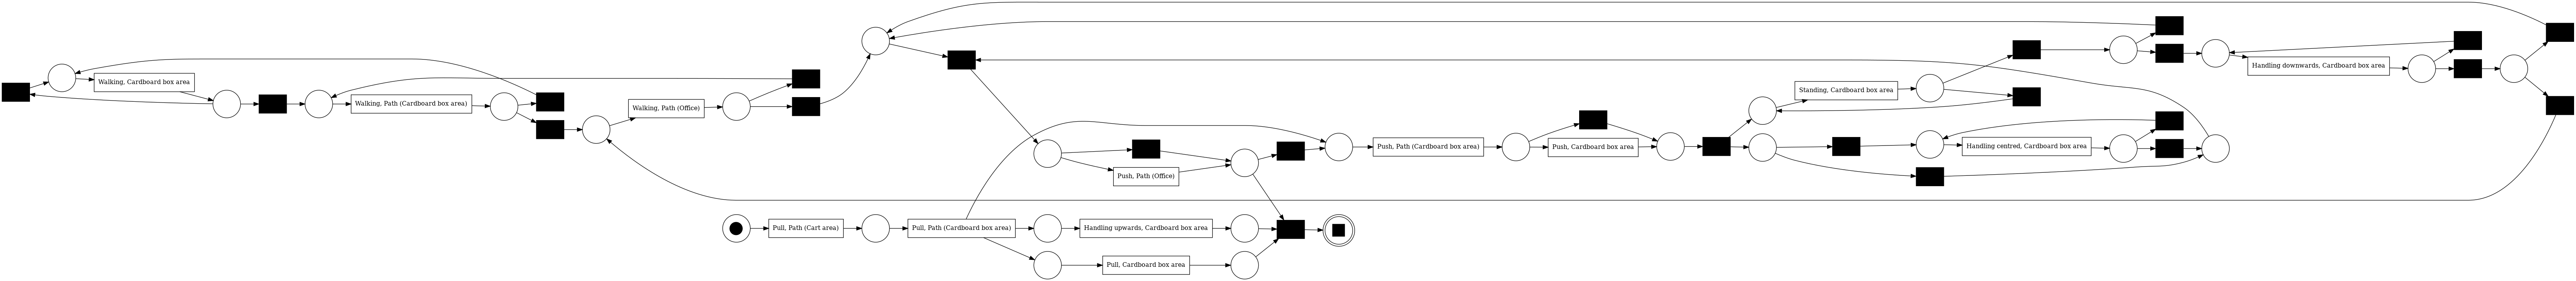 Walking, Cardboard box area
Walking, Path (Cardboard box area)
Walking, Path (Office)
Push, Path (Office)
Push, Path (Cardboard box area)
Push, Cardboard box area
Standing, Cardboard box area
Handling centred, Cardboard box area
Handling downwards, Cardboard box area
Pull, Path (Cart area)
Pull, Path (Cardboard box area)
Handling upwards, Cardboard box area
Pull, Cardboard box area